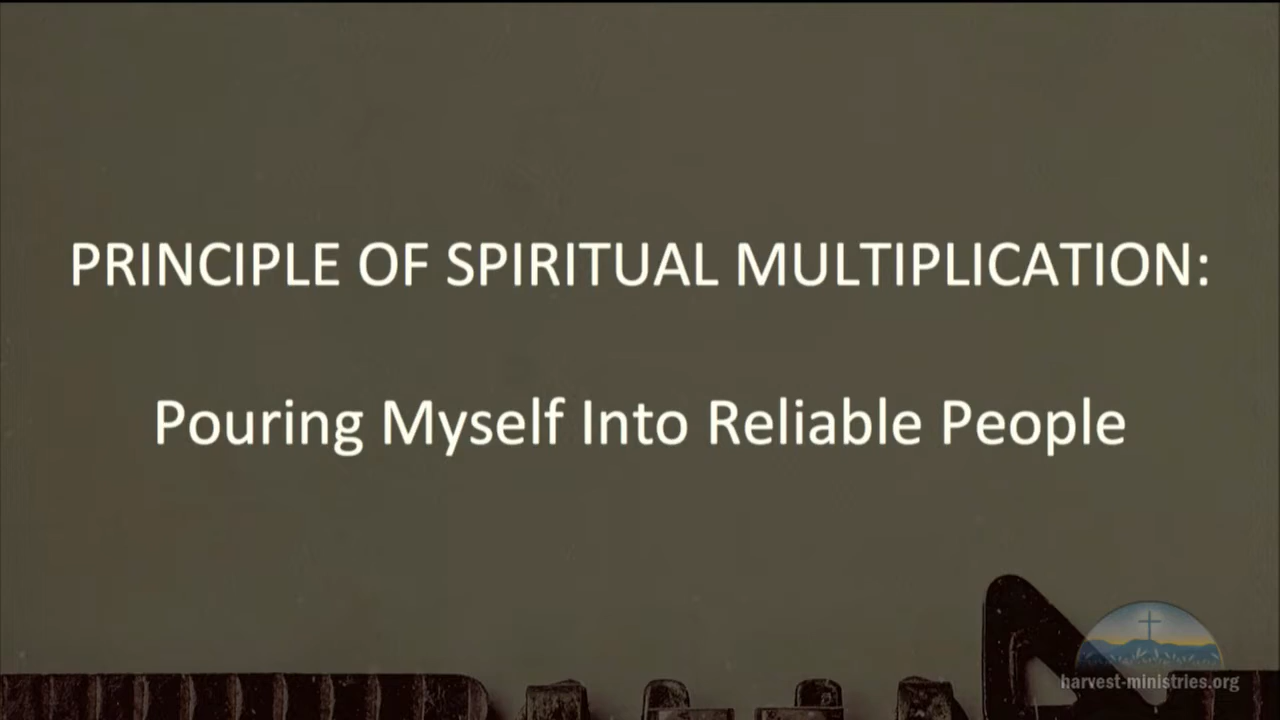 PRINCIPLE OF SPIRITUAL MULTIPLICATION:
Pouring Myself Into Reliable People
harvest-ministries.org